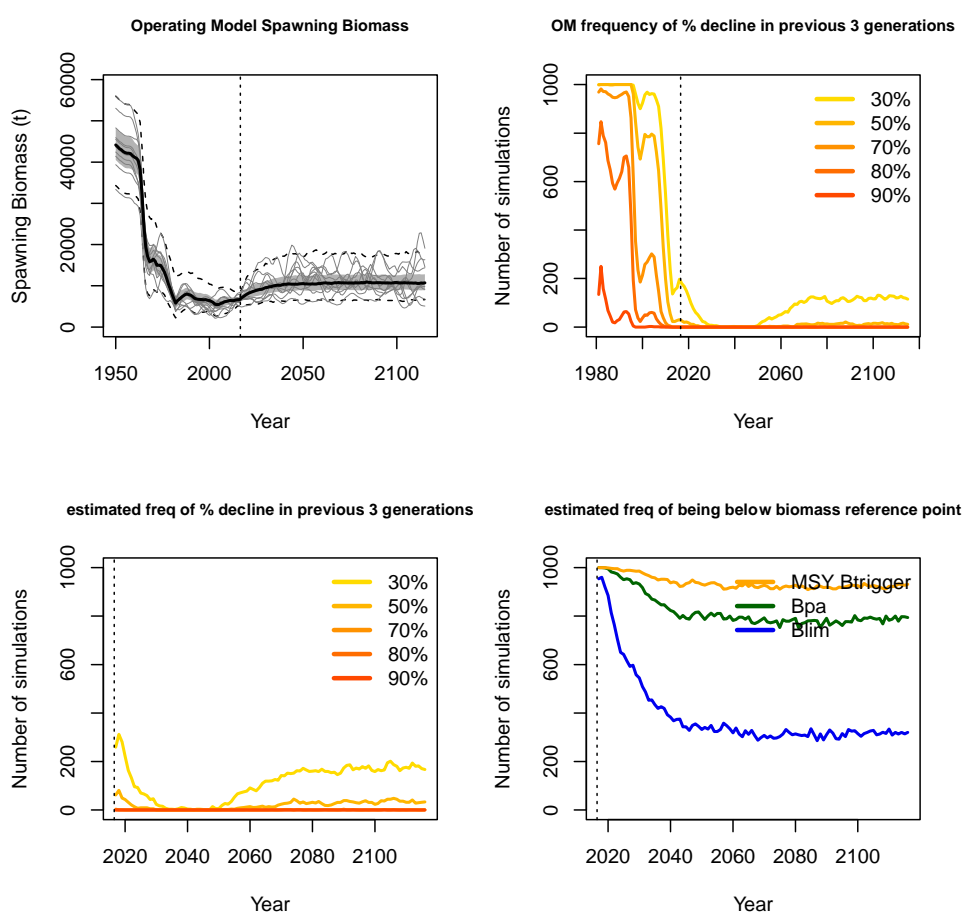 Operating Model Spawning Biomass
Spawning Biomass (t)
60000
40000
20000
0
1950
2000
2050
2100
Year
OM frequency of % decline in previous 3 generations
Number of simulations
1000
600
200
0
30%
50%
70%
80%
90%
1980
2020
2060
2100
Year
estimated freq of % decline in previous 3 generations
Number of simulations
1000
600
200
0
30%
50%
70%
80%
90%
2020
2040
2060
2080
2100
Year
estimated freq of being below biomass reference point
Number of simulations
1000
600
200
0
MSY Btrigger
Bpa
Blim
2020
2040
2060
2080
2100
Year